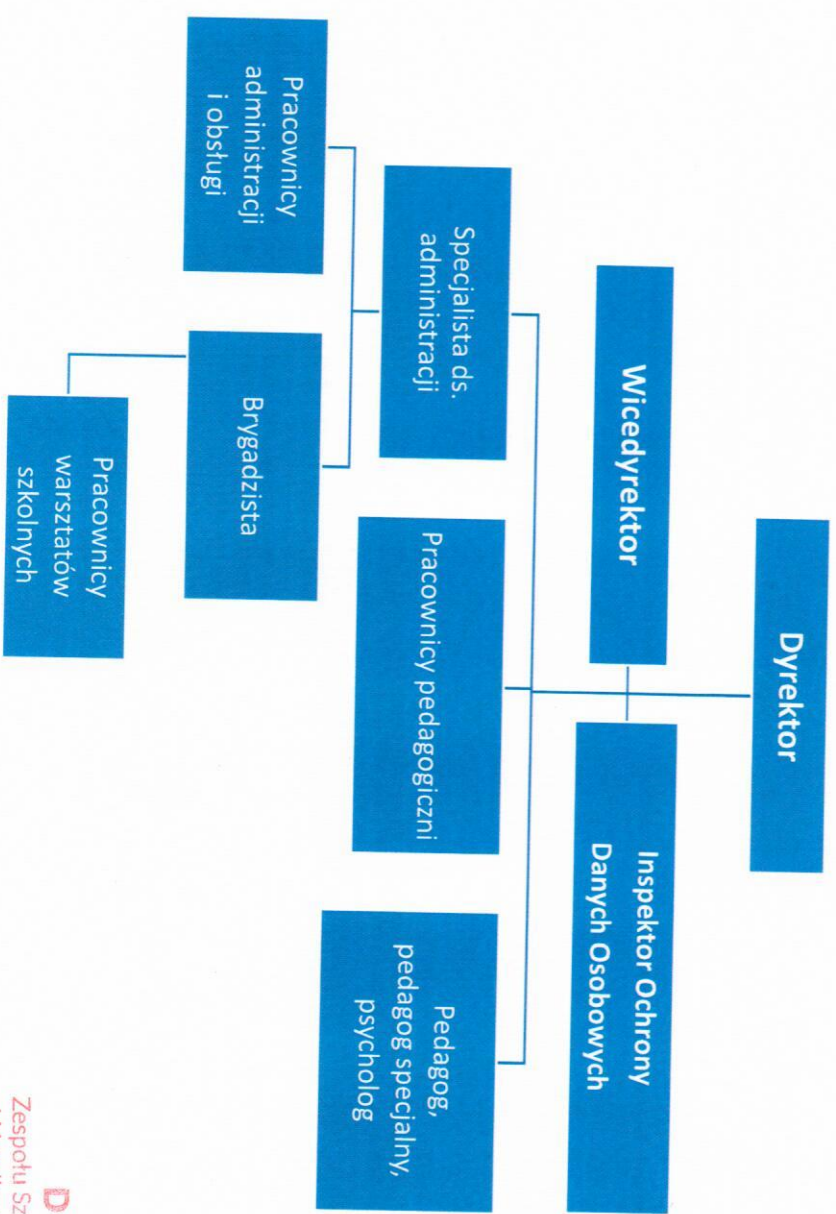 Dyrektor
Wicedyrektor
Inspektor Ochrony
Danych Osobowych
Specjalista ds.
administracji
Pracownicy pedagogiczni
Pedagog,
pedagog specjalny,
psycholog
Pracownicy
administracji
i obsługi
Brygadzista
Pracownicy
warsztatów
szkolnych
D
Zespołu Sz